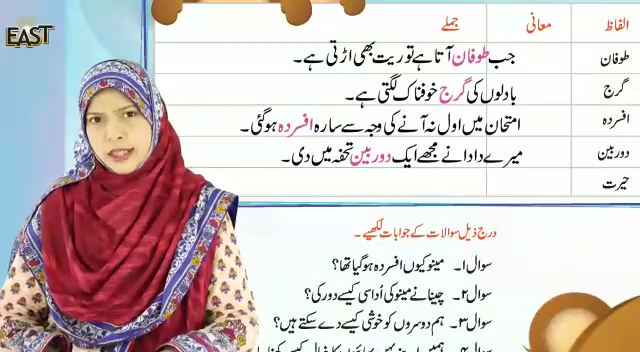 EAST
الفاظ معانی جملے
طوفان جب طوفان آتا ہے تو ریت بھی اڑتی ہے۔
گرج بادلوں کی گرج خوفناک لگتی ہے۔
افسردہ امتحان میں اول نہ آنے کی وجہ سے سارہ افسردہ ہوگئی۔
دوربین میرے دادا نے مجھے ایک دوربین تحفہ میں دی۔
حیرت
درج ذیل سوالات کے جوابات لکھیے۔
سوال ۱۔ مینو کیوں افسردہ ہوگیا تھا؟
سوال ۲۔ چینا نے مینو کی اُداسی کیسے دور کی؟
سوال ۳۔ ہم دوسروں کو خوشی کیسے دے سکتے ہیں؟